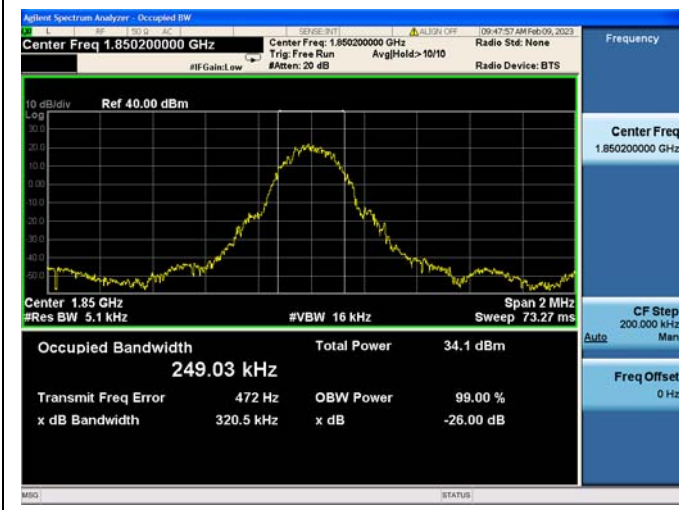 Agilent Spectrum Analyzer - Occupied BW
L RF 50 Ω AC SENSE:INT ALIGN OFF 09:47:57 AM Feb 09, 2023
Center Freq 1.850200000 GHz Center Freq: 1.850200000 GHz Radio Std: None Frequency
Trig: Free Run Avg|Hold:>10/10
#IFGain:Low #Atten: 20 dB Radio Device: BTS
10 dB/div Ref 40.00 dBm
Log
30.0
20.0
10.0
0.00
-10.0
-20.0
-30.0
-40.0
-50.0
Center Freq
1.850200000 GHz
Center 1.85 GHz Span 2 MHz
#Res BW 5.1 kHz #VBW 16 kHz Sweep 73.27 ms
CF Step
200.000 kHz
Auto Man
Occupied Bandwidth Total Power 34.1 dBm
249.03 kHz
Transmit Freq Error 472 Hz OBW Power 99.00 %
x dB Bandwidth 320.5 kHz x dB -26.00 dB
Freq Offset
0 Hz
MSG STATUS